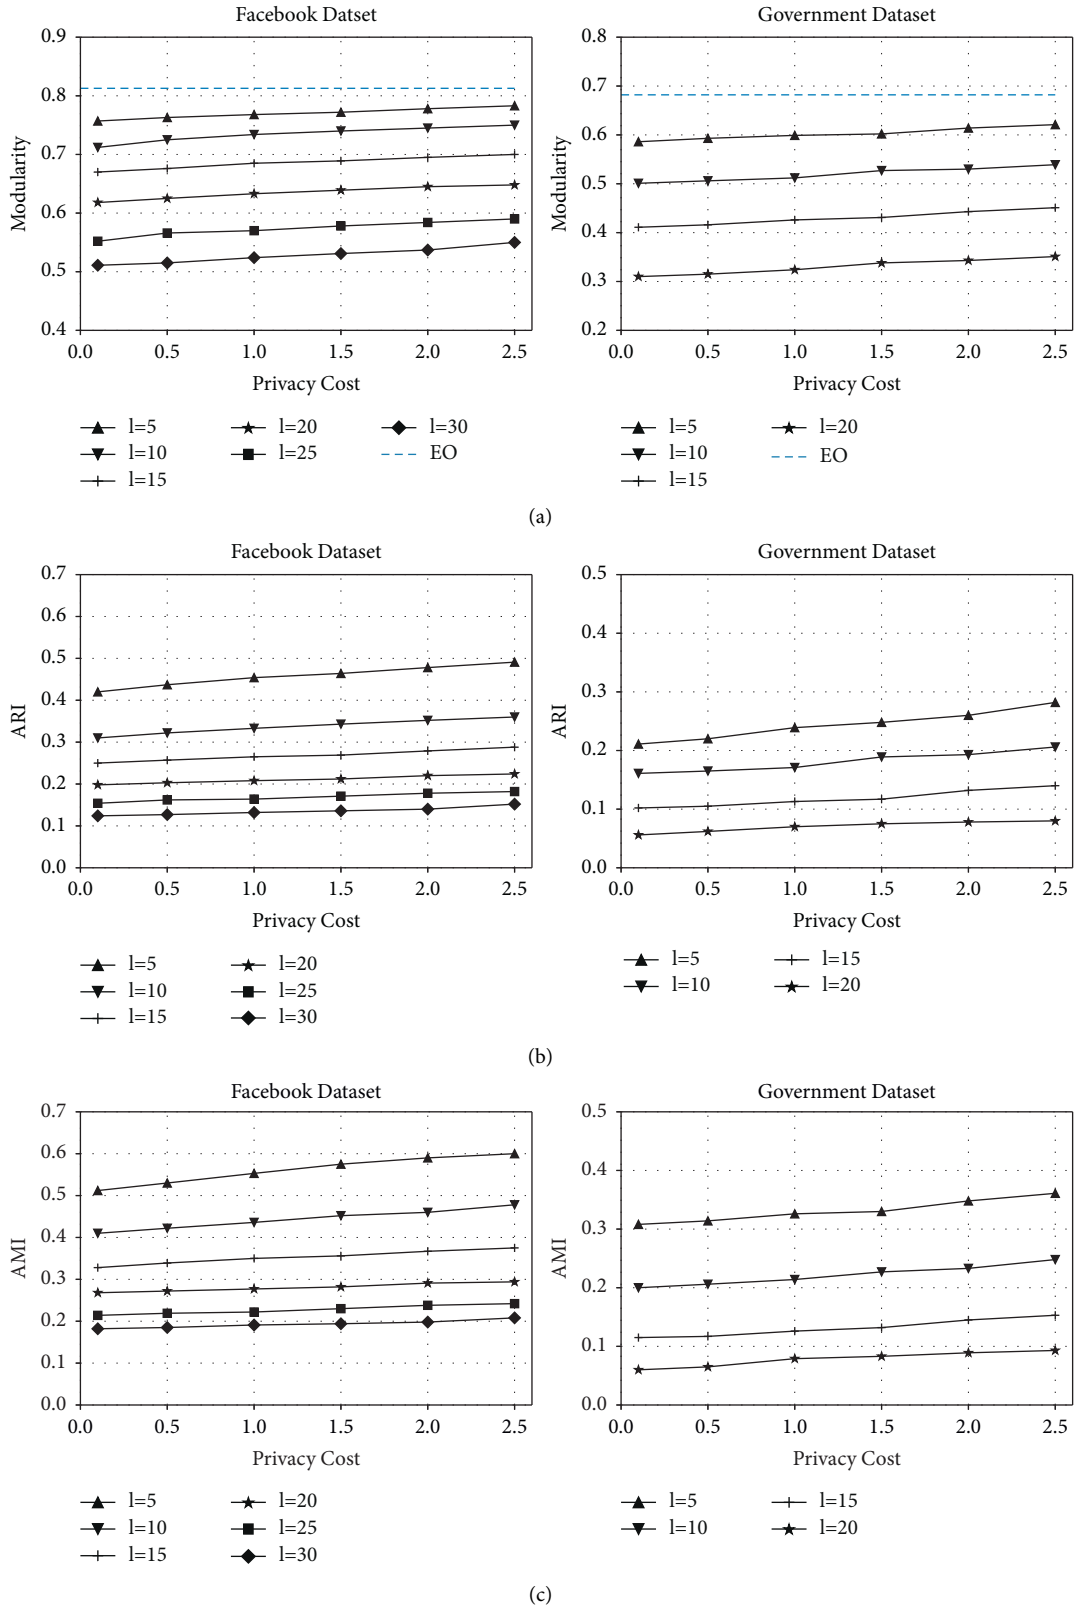 Facebook Datset
Modularity
0.9
0.8
0.7
0.6
0.5
0.4
0.0 0.5 1.0 1.5 2.0 2.5
Privacy Cost
l=5 l=20 l=30
l=10 l=25 EO
l=15
Government Dataset
Modularity
0.8
0.7
0.6
0.5
0.4
0.3
0.2
0.0 0.5 1.0 1.5 2.0 2.5
Privacy Cost
l=5 l=20
l=10 EO
l=15
(a)
Facebook Dataset
ARI
0.7
0.6
0.5
0.4
0.3
0.2
0.1
0.0
0.0 0.5 1.0 1.5 2.0 2.5
Privacy Cost
l=5 l=20
l=10 l=25
l=15 l=30
Government Dataset
ARI
0.5
0.4
0.3
0.2
0.1
0.0
0.0 0.5 1.0 1.5 2.0 2.5
Privacy Cost
l=5 l=15
l=10 l=20
(b)
Facebook Dataset
AMI
0.7
0.6
0.5
0.4
0.3
0.2
0.1
0.0
0.0 0.5 1.0 1.5 2.0 2.5
Privacy Cost
l=5 l=20
l=10 l=25
l=15 l=30
Government Dataset
AMI
0.5
0.4
0.3
0.2
0.1
0.0
0.0 0.5 1.0 1.5 2.0 2.5
Privacy Cost
l=5 l=15
l=10 l=20
(c)